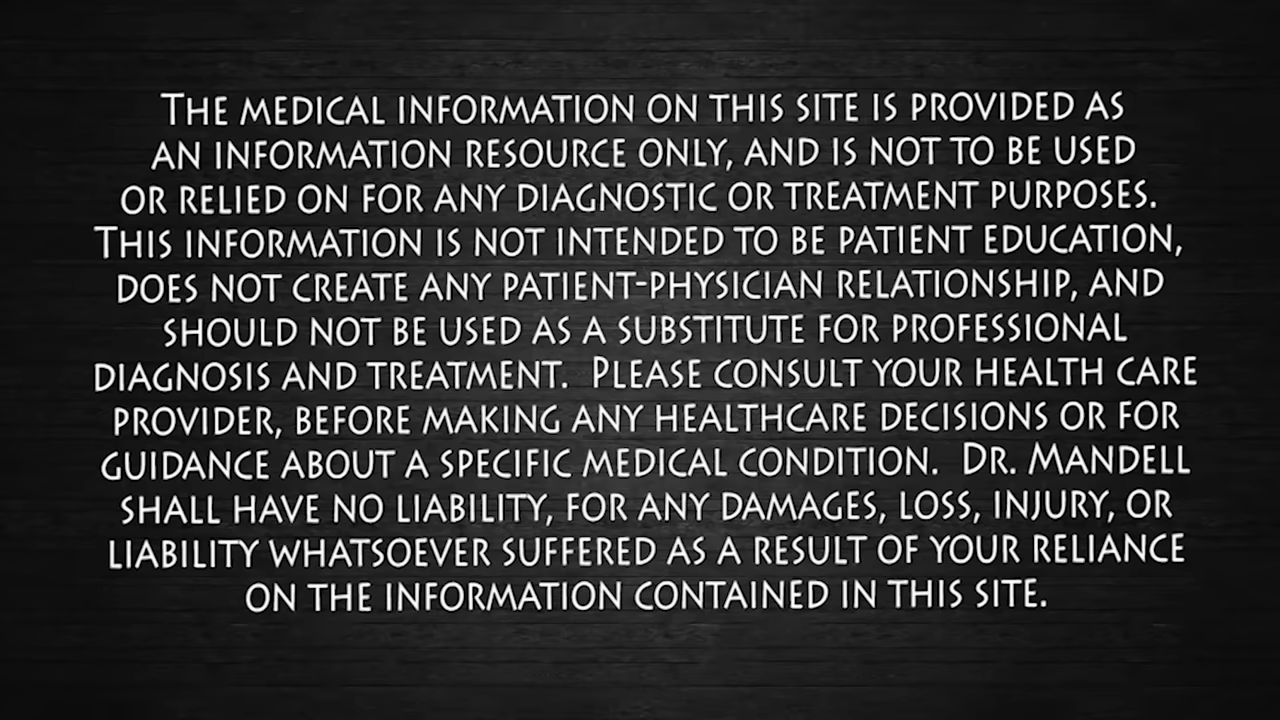 The medical information on this site is provided as
an information resource only, and is not to be used
or relied on for any diagnostic or treatment purposes.
This information is not intended to be patient education,
does not create any patient-physician relationship, and
should not be used as a substitute for professional
diagnosis and treatment. Please consult your health care
provider, before making any healthcare decisions or for
guidance about a specific medical condition. Dr. Mandell
shall have no liability, for any damages, loss, injury, or
liability whatsoever suffered as a result of your reliance
on the information contained in this site.